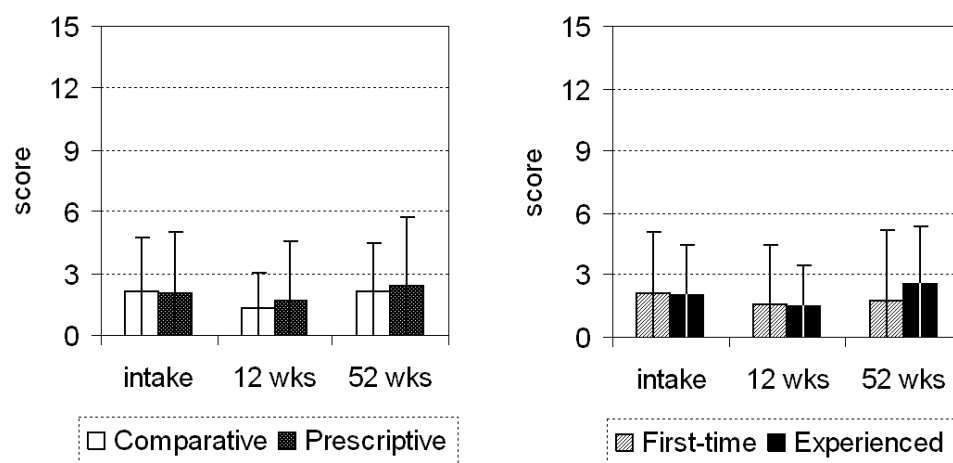 score
15
12
9
6
3
0
intake 12 wks 52 wks
Comparative Prescriptive
score
15
12
9
6
3
0
intake 12 wks 52 wks
First-time Experienced